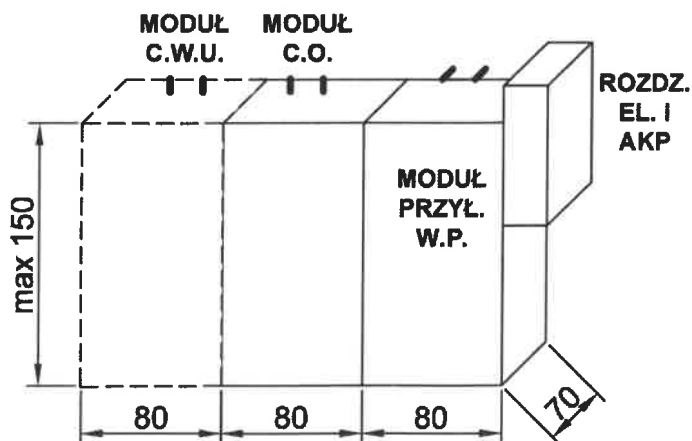 MODUŁ
C.W.U.
MODUŁ
C.O.
ROZDZ.
EL. I
AKP
MODUŁ
PRZYŁ.
W.P.
max 150
80
80
80
70